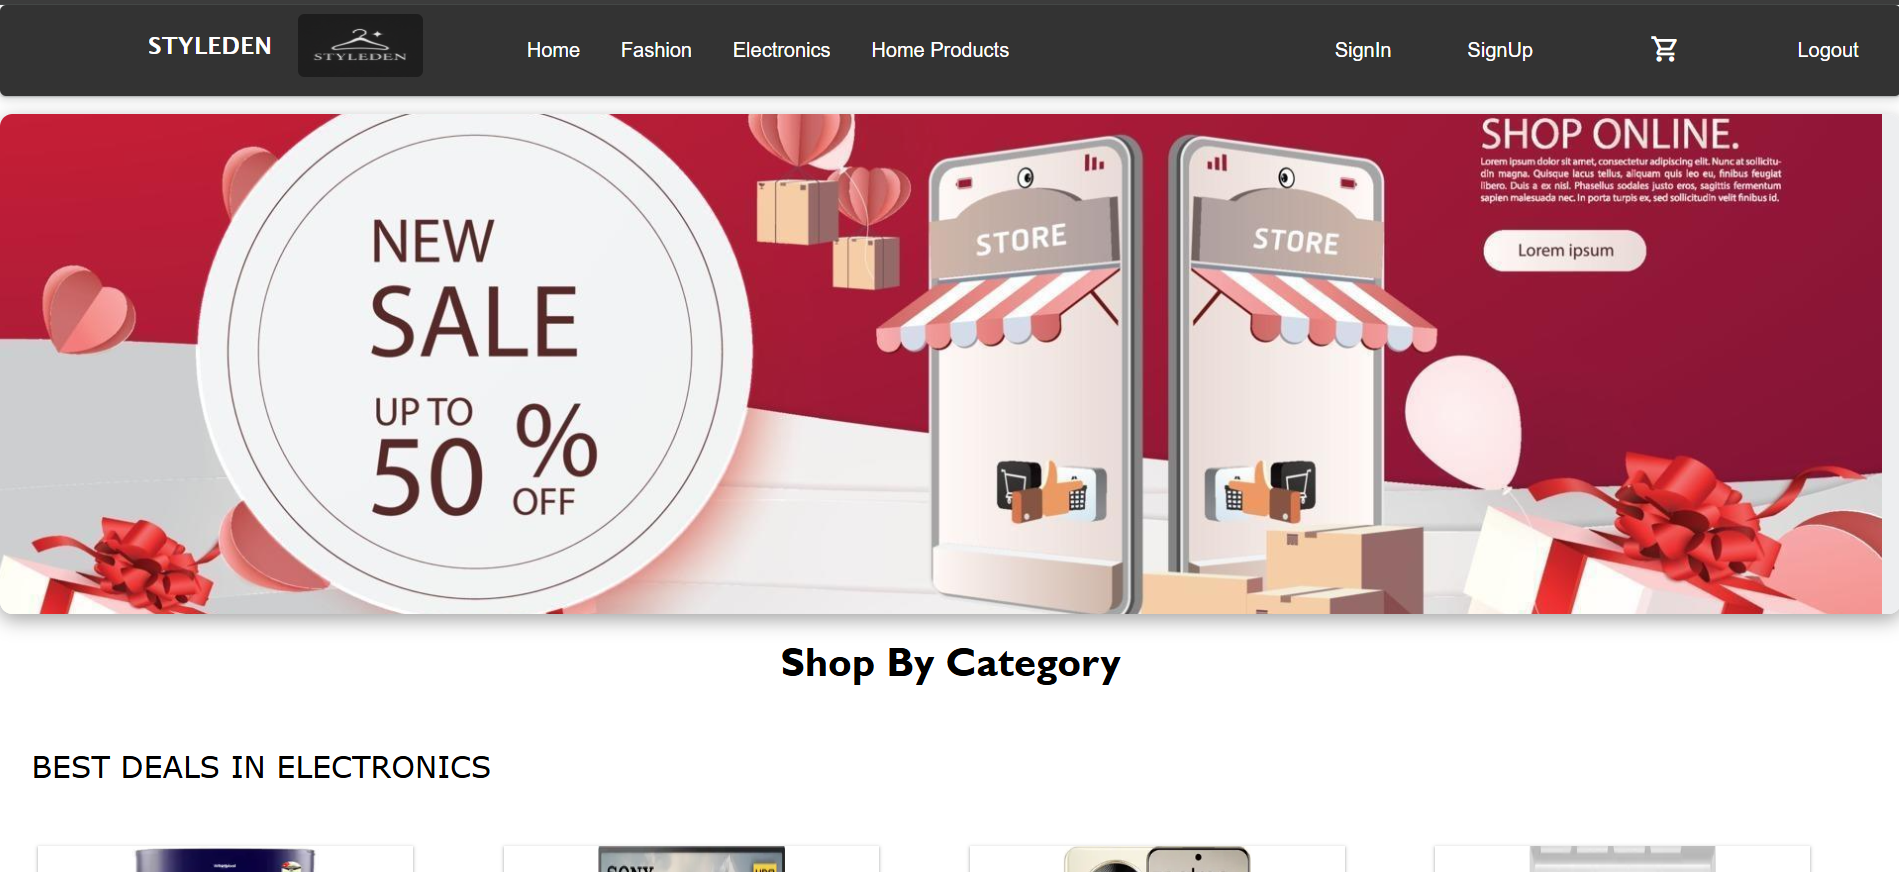 STYLEDEN
STYLEDEN
Home Fashion Electronics Home Products SignIn SignUp Logout
NEW
SALE
UP TO
50 %
OFF
STORE
STORE
SHOP ONLINE.
Lorem ipsum dolor sit amet, consectetur adipiscing elit. Nunc at sollicitu-
din magna. Quisque lacus tellus, aliquam quis leo eu, finibus feugiat
libero. Duis a ex nisl. Phasellus sodales justo eros, sagittis fermentum
sapien malesuada nec. In porta turpis ex, sed sollicitudin velit finibus id.
Lorem ipsum
Shop By Category
BEST DEALS IN ELECTRONICS
SONY